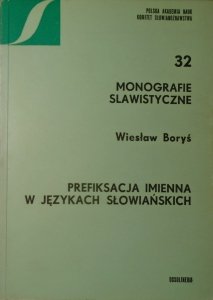 POLSKA AKADEMIA NAUK
KOMITET SŁOWIANOZNAWSTWA
32
MONOGRAFIE
SLAWISTYCZNE
Wiesław Boryś
PREFIKSACJA IMIENNA
W JĘZYKACH SŁOWIAŃSKICH
OSSOLINEUM